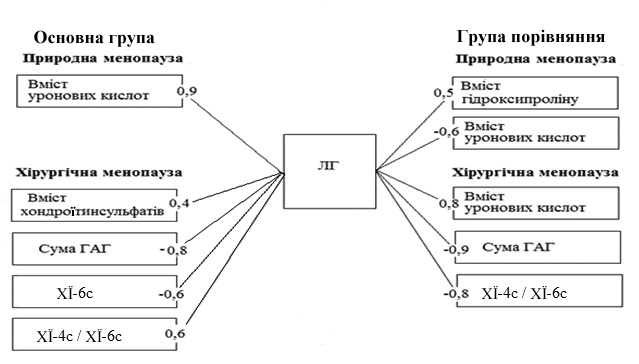 Основна група
Природна менопауза
Вміст
уронових кислот
0,9
Хірургічна менопауза
Вміст
хондроїтинсульфатів
0,4
Сума ГАГ
-0,8
ХЇ-6с
-0,6
ХЇ-4с / ХЇ-6с
0,6
ЛГ
Група порівняння
Природна менопауза
0,5
Вміст
гідроксипроліну
-0,6
Вміст
уронових кислот
Хірургічна менопауза
0,8
Вміст
уронових кислот
-0,9
Сума ГАГ
-0,8
ХЇ-4с / ХЇ-6с